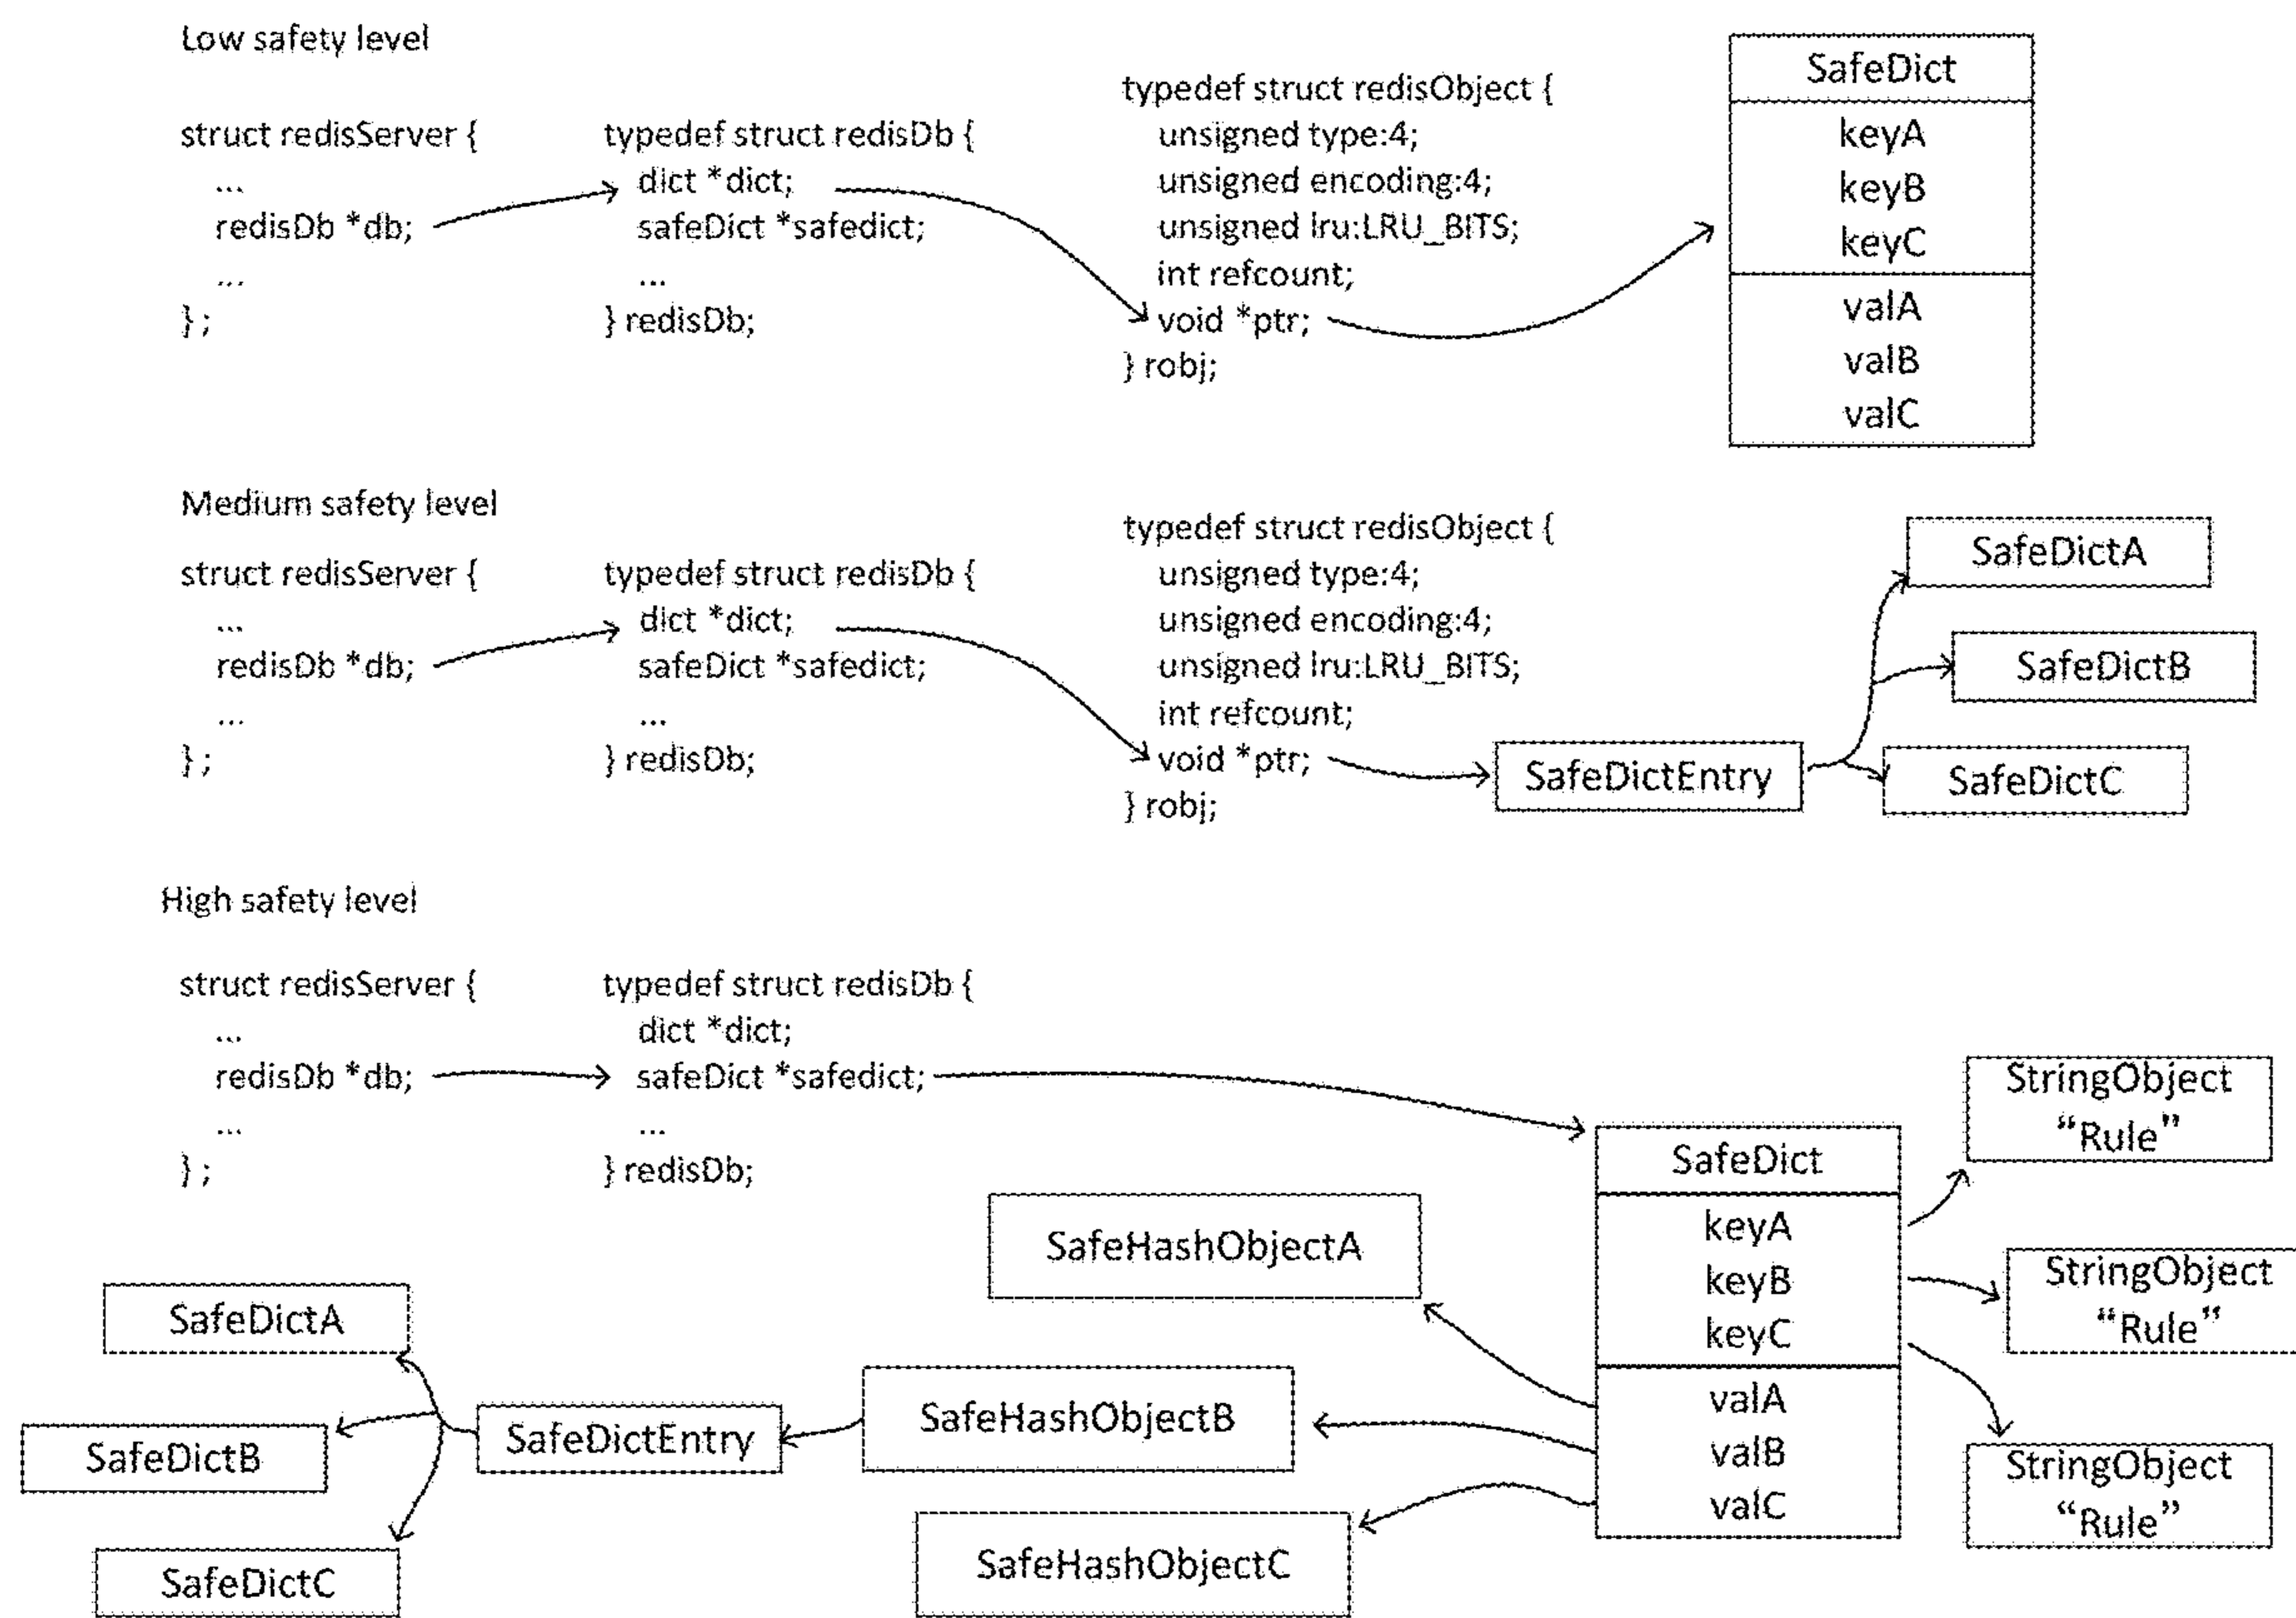 Low safety level
struct redisServer {
...
redisDb *db;
...
} ;
typedef struct redisDb {
dict *dict;
safeDict *safedict;
...
} redisDb;
typedef struct redisObject {
unsigned type:4;
unsigned encoding:4;
unsigned lru:LRU_BITS;
int refcount;
void *ptr;
} robj;
SafeDict
keyA
keyB
keyC
valA
valB
valC
Medium safety level
struct redisServer {
...
redisDb *db;
...
} ;
typedef struct redisDb {
dict *dict;
safeDict *safedict;
...
} redisDb;
typedef struct redisObject {
unsigned type:4;
unsigned encoding:4;
unsigned lru:LRU_BITS;
int refcount;
void *ptr;
} robj;
SafeDictEntry
SafeDictA
SafeDictB
SafeDictC
High safety level
struct redisServer {
...
redisDb *db;
...
} ;
typedef struct redisDb {
dict *dict;
safeDict *safedict;
...
} redisDb;
SafeDict
keyA
keyB
keyC
valA
valB
valC
StringObject
“Rule”
StringObject
“Rule”
StringObject
“Rule”
SafeHashObjectA
SafeHashObjectB
SafeHashObjectC
SafeDictEntry
SafeDictA
SafeDictB
SafeDictC